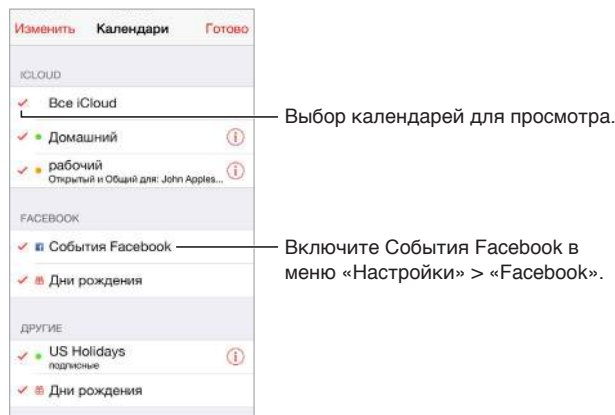 Изменить Календари Готово
ICLOUD
Все iCloud
Выбор календарей для просмотра.
Домашний
рабочий
Открытый и Общий для: John Apples...
FACEBOOK
События Facebook
Включите События Facebook в
меню «Настройки» > «Facebook».
Дни рождения
ДРУГИЕ
US Holidays
подписные
Дни рождения